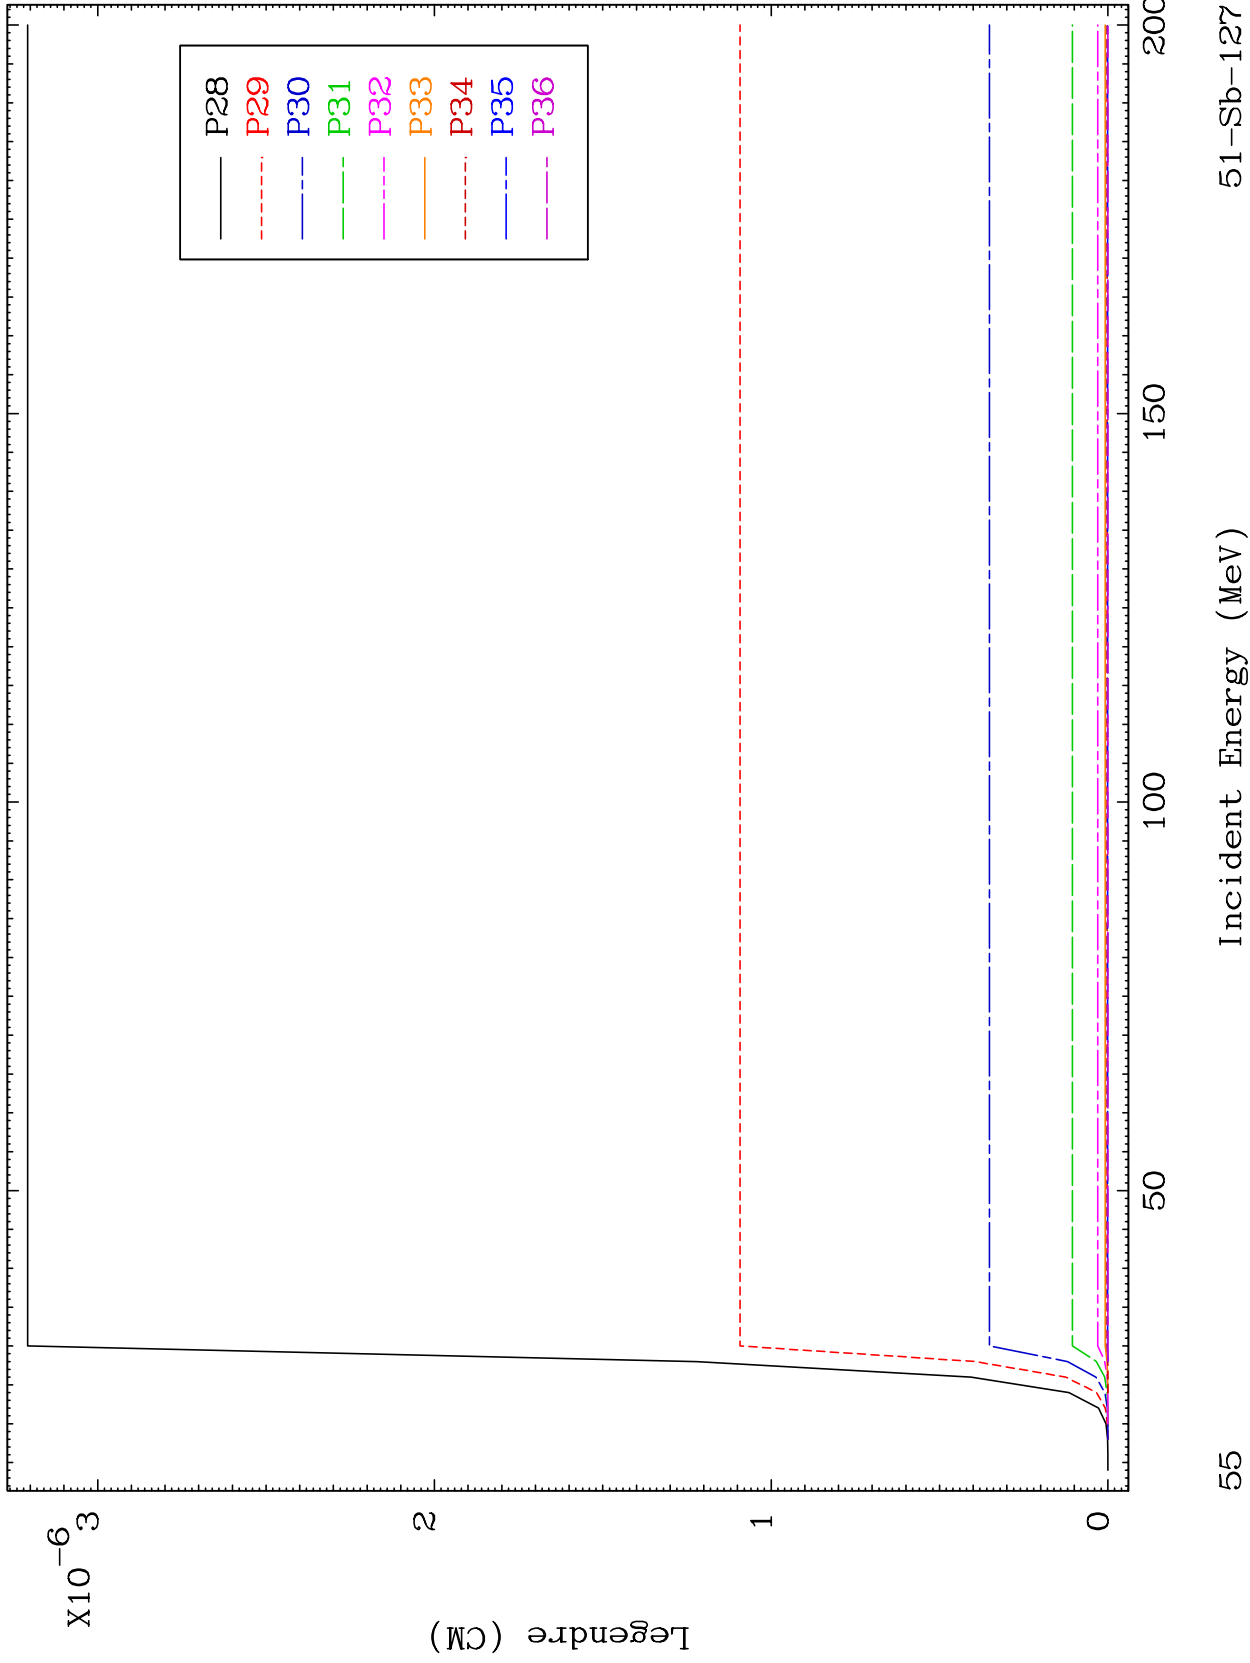 X10-6
3
2
1
0
Legendre (CM)
P28
P29
P30
P31
P32
P33
P34
P35
P36
50
100
150
200
Incident Energy (MeV)
55
51-Sb-127